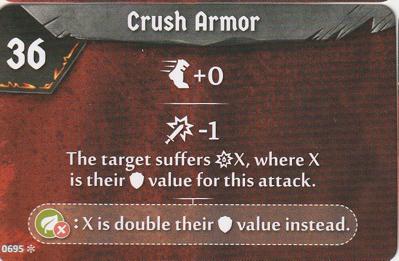 Crush Armor
36
+0
-1
The target suffers X, where X
is their value for this attack.
: X is double their value instead.
0695